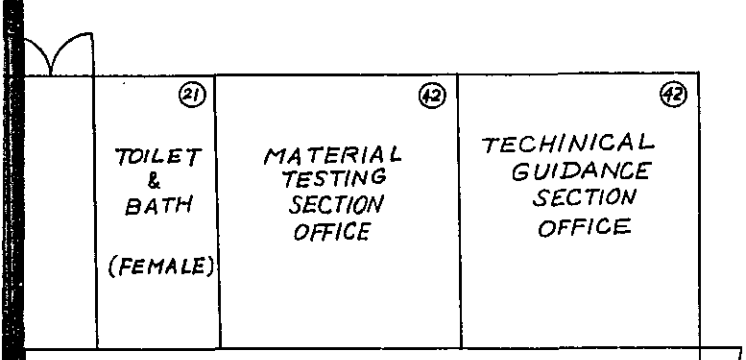 21
TOILET
&
BATH
(FEMALE)
42
MATERIAL
TESTING
SECTION
OFFICE
42
TECHINICAL
GUIDANCE
SECTION
OFFICE